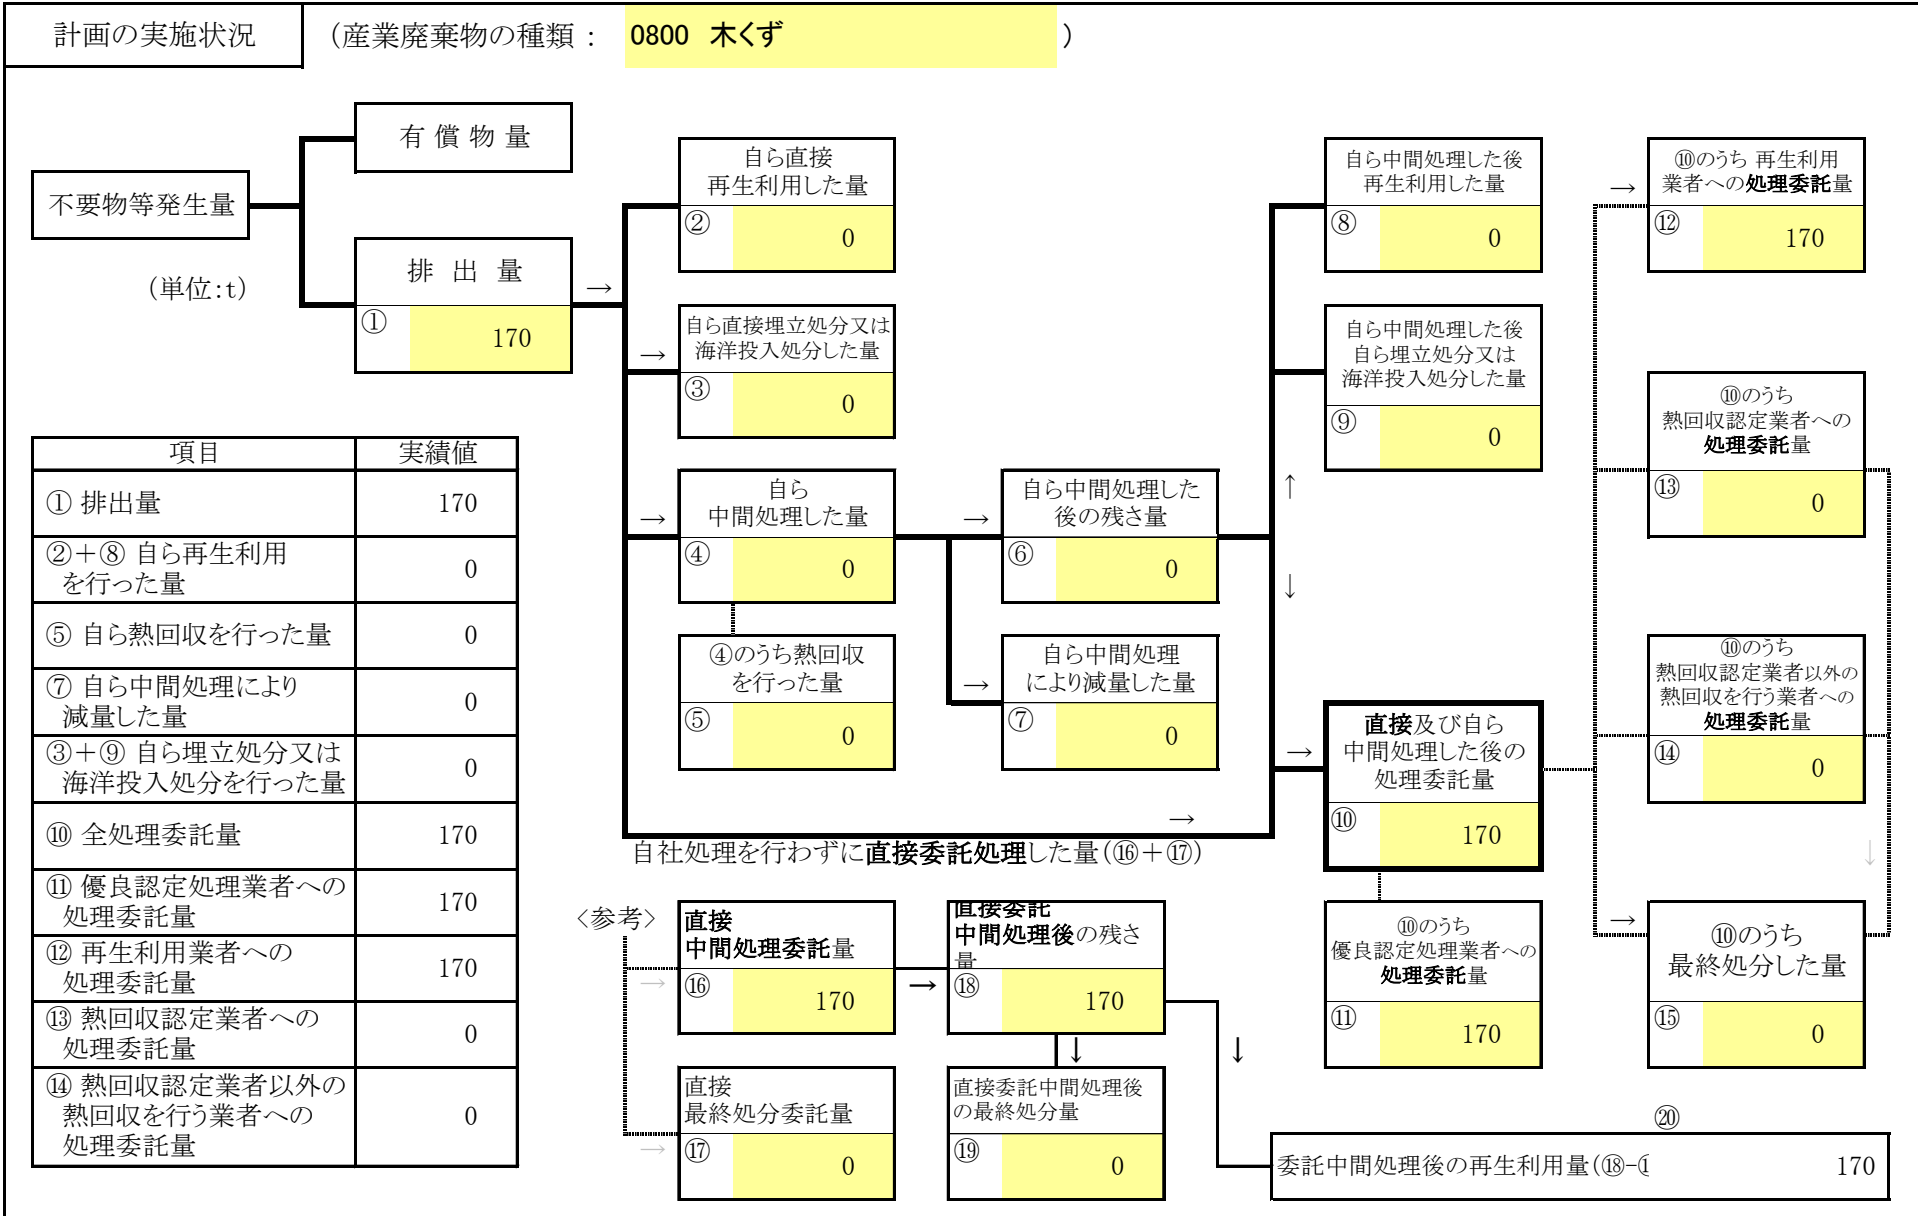 計画の実施状況
（産業廃棄物の種類： 0800 木くず ）
有 償 物 量
不要物等発生量
（単位:t）
排 出 量
→
① 170
自ら直接
再生利用した量
② 0
自ら直接埋立処分又は
海洋投入処分した量
→
③ 0
自ら
中間処理した量
→
④ 0
④のうち熱回収
を行った量
⑤ 0
自ら中間処理した
後の残さ量
→
⑥ 0
自ら中間処理
により減量した量
→
⑦ 0
自ら中間処理した後
再生利用した量
⑧ 0
自ら中間処理した後
自ら埋立処分又は
海洋投入処分した量
⑨ 0
↑
↓
直接及び自ら
中間処理した後の
処理委託量
→
⑩ 170
→
自社処理を行わずに直接委託処理した量（⑯＋⑰）
⑩のうち
優良認定処理業者への
処理委託量
⑪ 170
⑩のうち 再生利用
業者への処理委託量
→
⑫ 170
⑩のうち
熱回収認定業者への
処理委託量
⑬ 0
⑩のうち
熱回収認定業者以外の
熱回収を行う業者への
処理委託量
⑭ 0
↓
⑩のうち
最終処分した量
→
⑮ 0
項目 実績値
① 排出量 170
②＋⑧ 自ら再生利用
を行った量 0
⑤ 自ら熱回収を行った量 0
⑦ 自ら中間処理により
減量した量 0
③＋⑨ 自ら埋立処分又は
海洋投入処分を行った量 0
⑩ 全処理委託量 170
⑪ 優良認定処理業者への
処理委託量 170
⑫ 再生利用業者への
処理委託量 170
⑬ 熱回収認定業者への
処理委託量 0
⑭ 熱回収認定業者以外の
熱回収を行う業者への
処理委託量 0
〈参考〉
直接
中間処理委託量
→
⑯ 170
直接
最終処分委託量
→
⑰ 0
直接委託
中間処理後の残さ
量
→
⑱ 170
↓
直接委託中間処理後
の最終処分量
⑲ 0
↓
⑳
委託中間処理後の再生利用量（⑱-
170